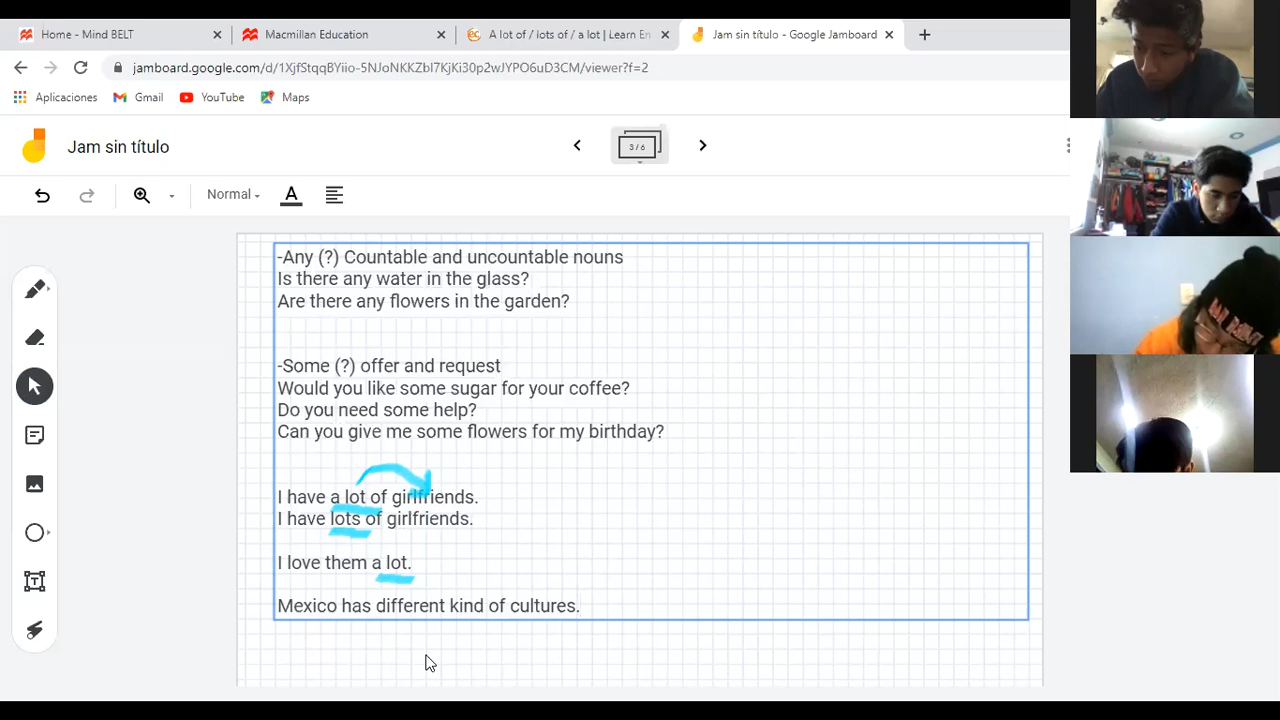 Home - Mind BELT
Macmillan Education
A lot of / lots of / a lot | Learn En
Jam sin título - Google Jamboard
jamboard.google.com/d/1XjfStqqBYiio-5NJoNKKZbI7KjKi30p2wJYPO6uD3CM/viewer?f=2
Aplicaciones
Gmail
YouTube
Maps
Jam sin título
3 / 6
Normal
-Any (?) Countable and uncountable nouns
Is there any water in the glass?
Are there any flowers in the garden?
-Some (?) offer and request
Would you like some sugar for your coffee?
Do you need some help?
Can you give me some flowers for my birthday?
I have a lot of girlfriends.
I have lots of girlfriends.
I love them a lot.
Mexico has different kind of cultures.